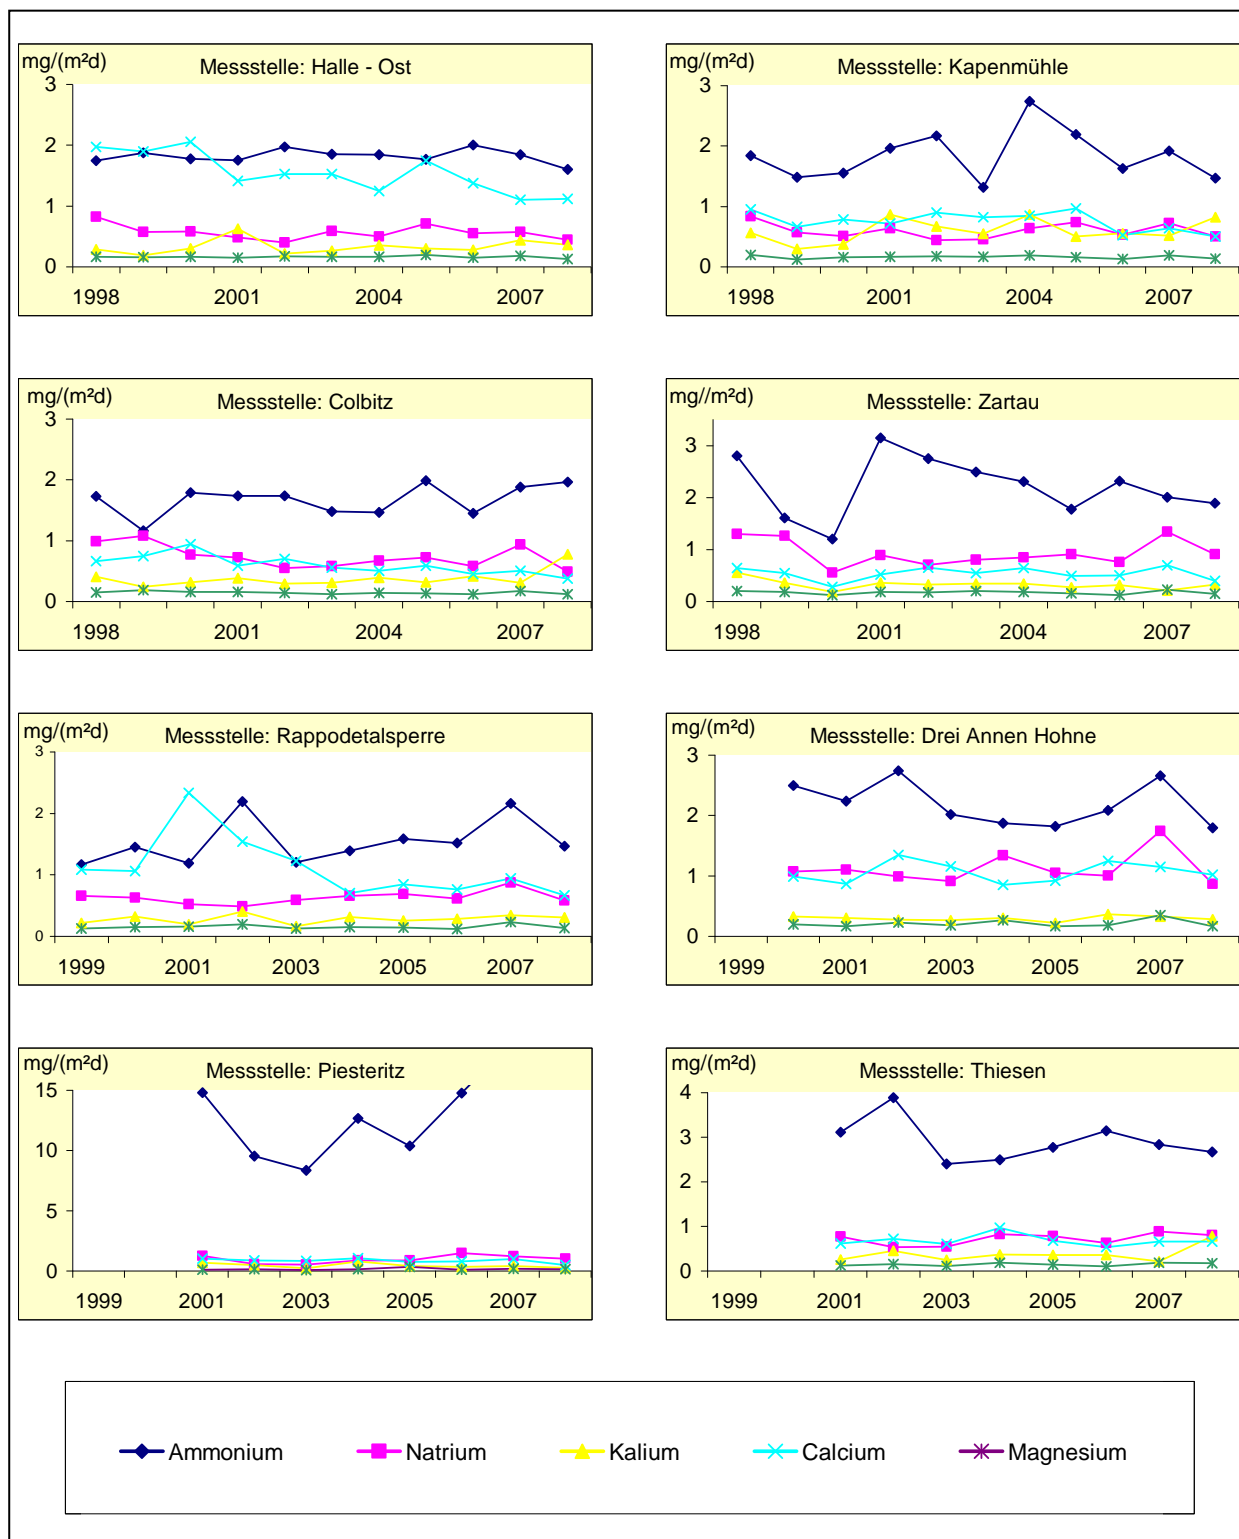 mg/(m²d)
Messstelle: Halle - Ost
3
2
1
0
1998 2001 2004 2007
mg/(m²d)
Messstelle: Kapenmühle
3
2
1
0
1998 2001 2004 2007
mg/(m²d)
Messstelle: Colbitz
3
2
1
0
1998 2001 2004 2007
mg//m²d)
Messstelle: Zartau
3
2
1
0
1998 2001 2004 2007
mg/(m²d)
Messstelle: Rappodetalsperre
3
2
1
0
1999 2001 2003 2005 2007
mg/(m²d)
Messstelle: Drei Annen Hohne
3
2
1
0
1999 2001 2003 2005 2007
mg/(m²d)
Messstelle: Piesteritz
15
10
5
0
1999 2001 2003 2005 2007
mg/(m²d)
Messstelle: Thiesen
4
3
2
1
0
1999 2001 2003 2005 2007
Ammonium Natrium Kalium Calcium Magnesium